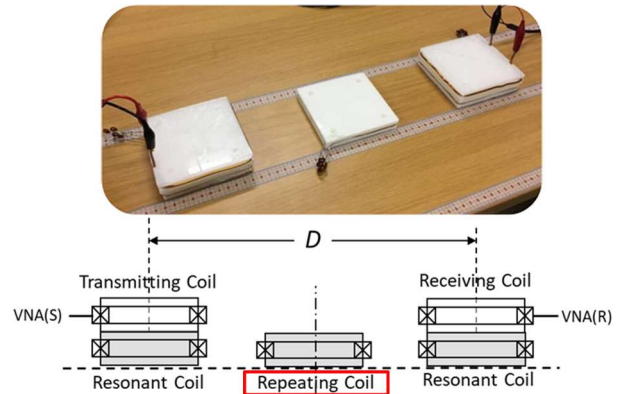 D
Transmitting Coil
Receiving Coil
VNA(S)
VNA(R)
Resonant Coil
Repeating Coil
Resonant Coil